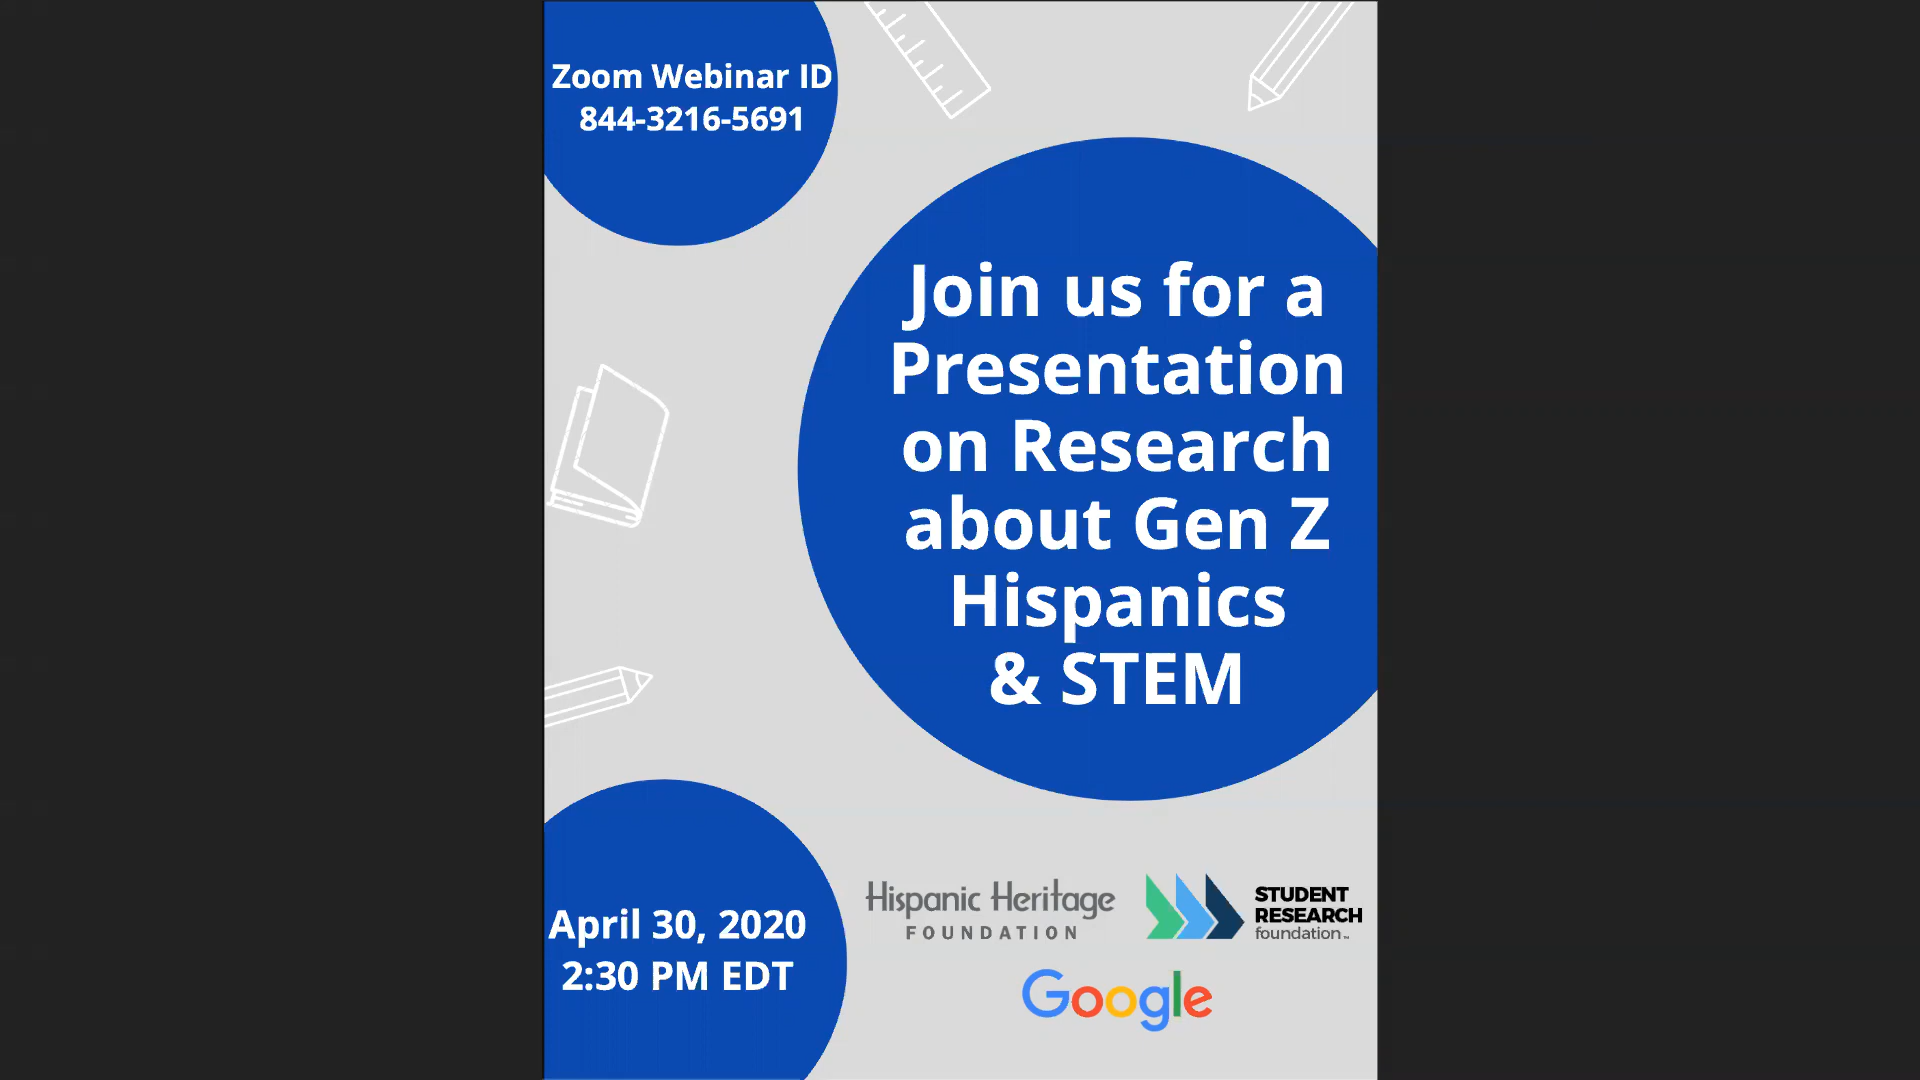 Zoom Webinar ID
844-3216-5691
Join us for a
Presentation
on Research
about Gen Z
Hispanics
& STEM
April 30, 2020
2:30 PM EDT
Hispanic Heritage
FOUNDATION
STUDENT
RESEARCH
foundation™
Google